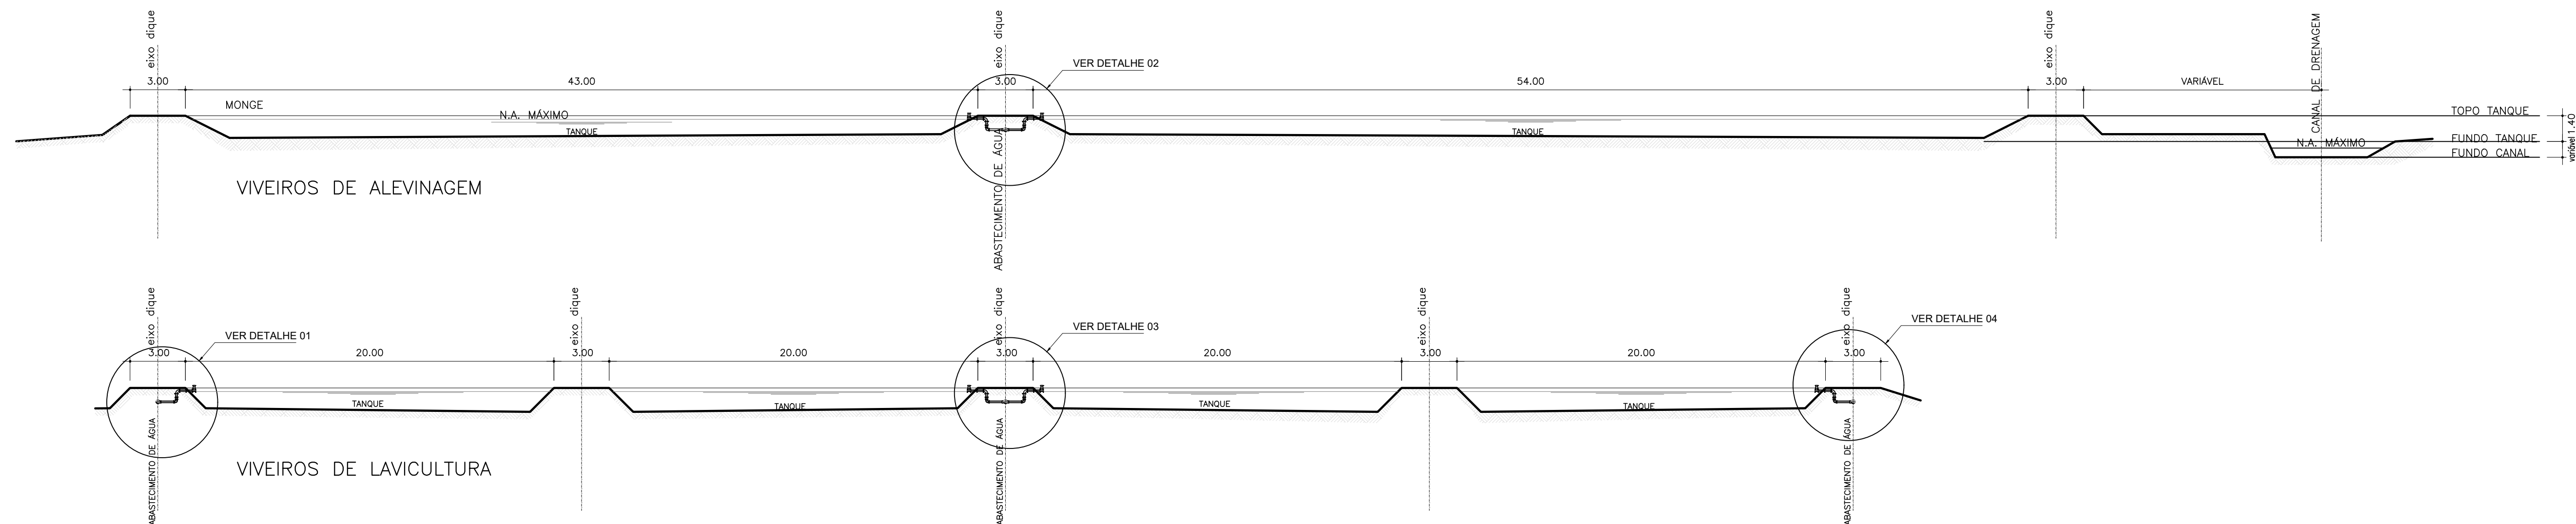 eixo dique
eixo dique
eixo dique
CANAL DE DRENAGEM
VER DETALHE 02
3.00
43.00
3.00
54.00
3.00
VARIÁVEL
MONGE
N.A. MÁXIMO
TOPO TANQUE
TANQUE
TANQUE
FUNDO TANQUE
N.A. MÁXIMO
FUNDO CANAL
1.40
variável
ABASTECIMENTO DE ÁGUA
VIVEIROS DE ALEVINAGEM
eixo dique
eixo dique
eixo dique
eixo dique
eixo dique
VER DETALHE 01
VER DETALHE 03
VER DETALHE 04
3.00
20.00
3.00
20.00
3.00
20.00
3.00
20.00
3.00
TANQUE
TANQUE
TANQUE
TANQUE
ABASTECIMENTO DE ÁGUA
ABASTECIMENTO DE ÁGUA
ABASTECIMENTO DE ÁGUA
VIVEIROS DE LAVICULTURA